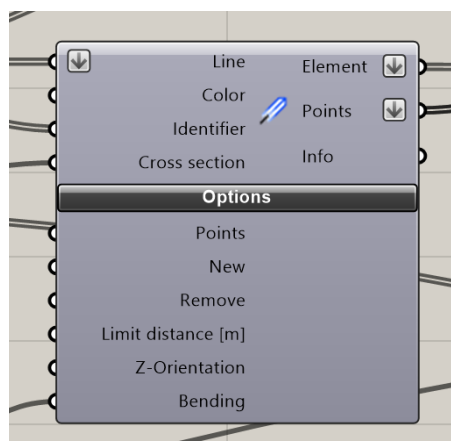 Line
Color
Identifier
Cross section
Element
Points
Info
Options
Points
New
Remove
Limit distance [m]
Z-Orientation
Bending